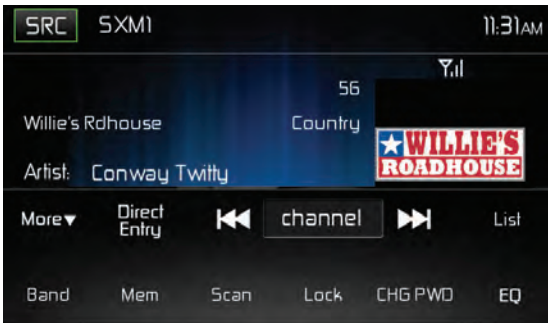 SRC SXM1 11:31AM
56
Willie's Rdhouse Country
WILLIE'S
ROADHOUSE
Artist: Conway Twitty
More Direct Entry channel List
Band Mem Scan Lock CHG PWD EQ